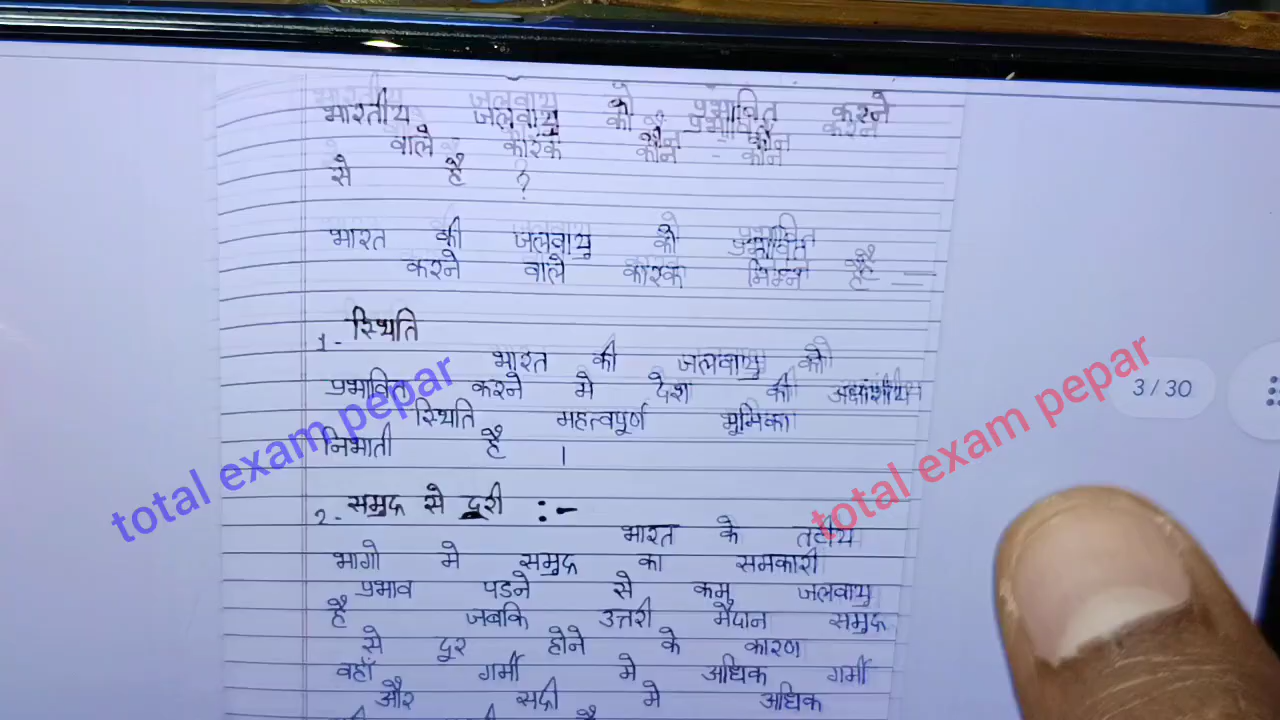 भारतीय जलवायु को प्रभावित करने
वाले कारक कौन - कौन
से है ?
भारत की जलवायु को प्रभावित
करने वाले कारक निम्न है —
1- स्थिति
भारत की जलवायु को
प्रभावित करने मे देश की अक्षांशीय
स्थिति महत्वपूर्ण भूमिका
निभाती है ।
2- समुद्र से दूरी :-
भारत के तटीय
भागो मे समुद्र का समकारी
प्रभाव पडने से कमु जलवायु
है जबकि उत्तरी मैदान समुद्र
से दूर होने के कारण
वहाँ गर्मी मे अधिक गर्मी
और सर्दी मे अधिक
total exam pepar
total exam pepar
3 / 30